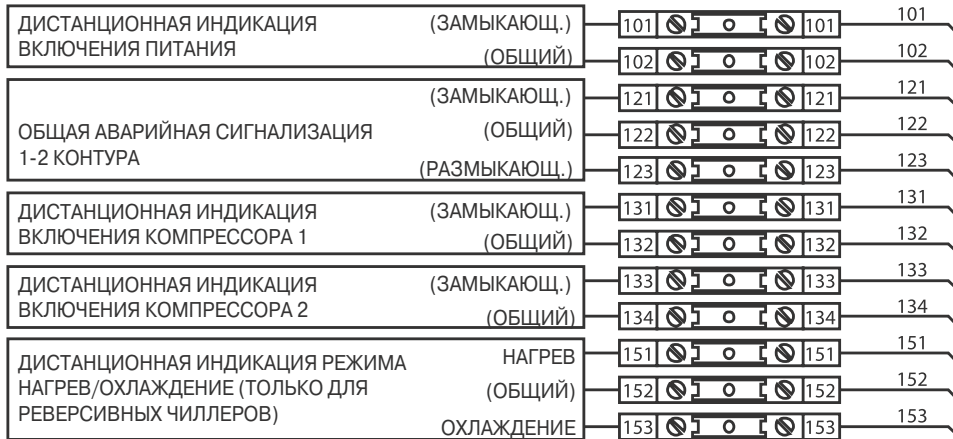 ДИСТАНЦИОННАЯ ИНДИКАЦИЯ (ЗАМЫКАЮЩ.) 101 101 101
ВКЛЮЧЕНИЯ ПИТАНИЯ (ОБЩИЙ) 102 102 102
(ЗАМЫКАЮЩ.) 121 121 121
ОБЩАЯ АВАРИЙНАЯ СИГНАЛИЗАЦИЯ (ОБЩИЙ) 122 122 122
1-2 КОНТУРА (РАЗМЫКАЮЩ.) 123 123 123
ДИСТАНЦИОННАЯ ИНДИКАЦИЯ (ЗАМЫКАЮЩ.) 131 131 131
ВКЛЮЧЕНИЯ КОМПРЕССОРА 1 (ОБЩИЙ) 132 132 132
ДИСТАНЦИОННАЯ ИНДИКАЦИЯ (ЗАМЫКАЮЩ.) 133 133 133
ВКЛЮЧЕНИЯ КОМПРЕССОРА 2 (ОБЩИЙ) 134 134 134
ДИСТАНЦИОННАЯ ИНДИКАЦИЯ РЕЖИМА НАГРЕВ 151 151 151
НАГРЕВ/ОХЛАЖДЕНИЕ (ТОЛЬКО ДЛЯ (ОБЩИЙ) 152 152 152
РЕВЕРСИВНЫХ ЧИЛЛЕРОВ) ОХЛАЖДЕНИЕ 153 153 153